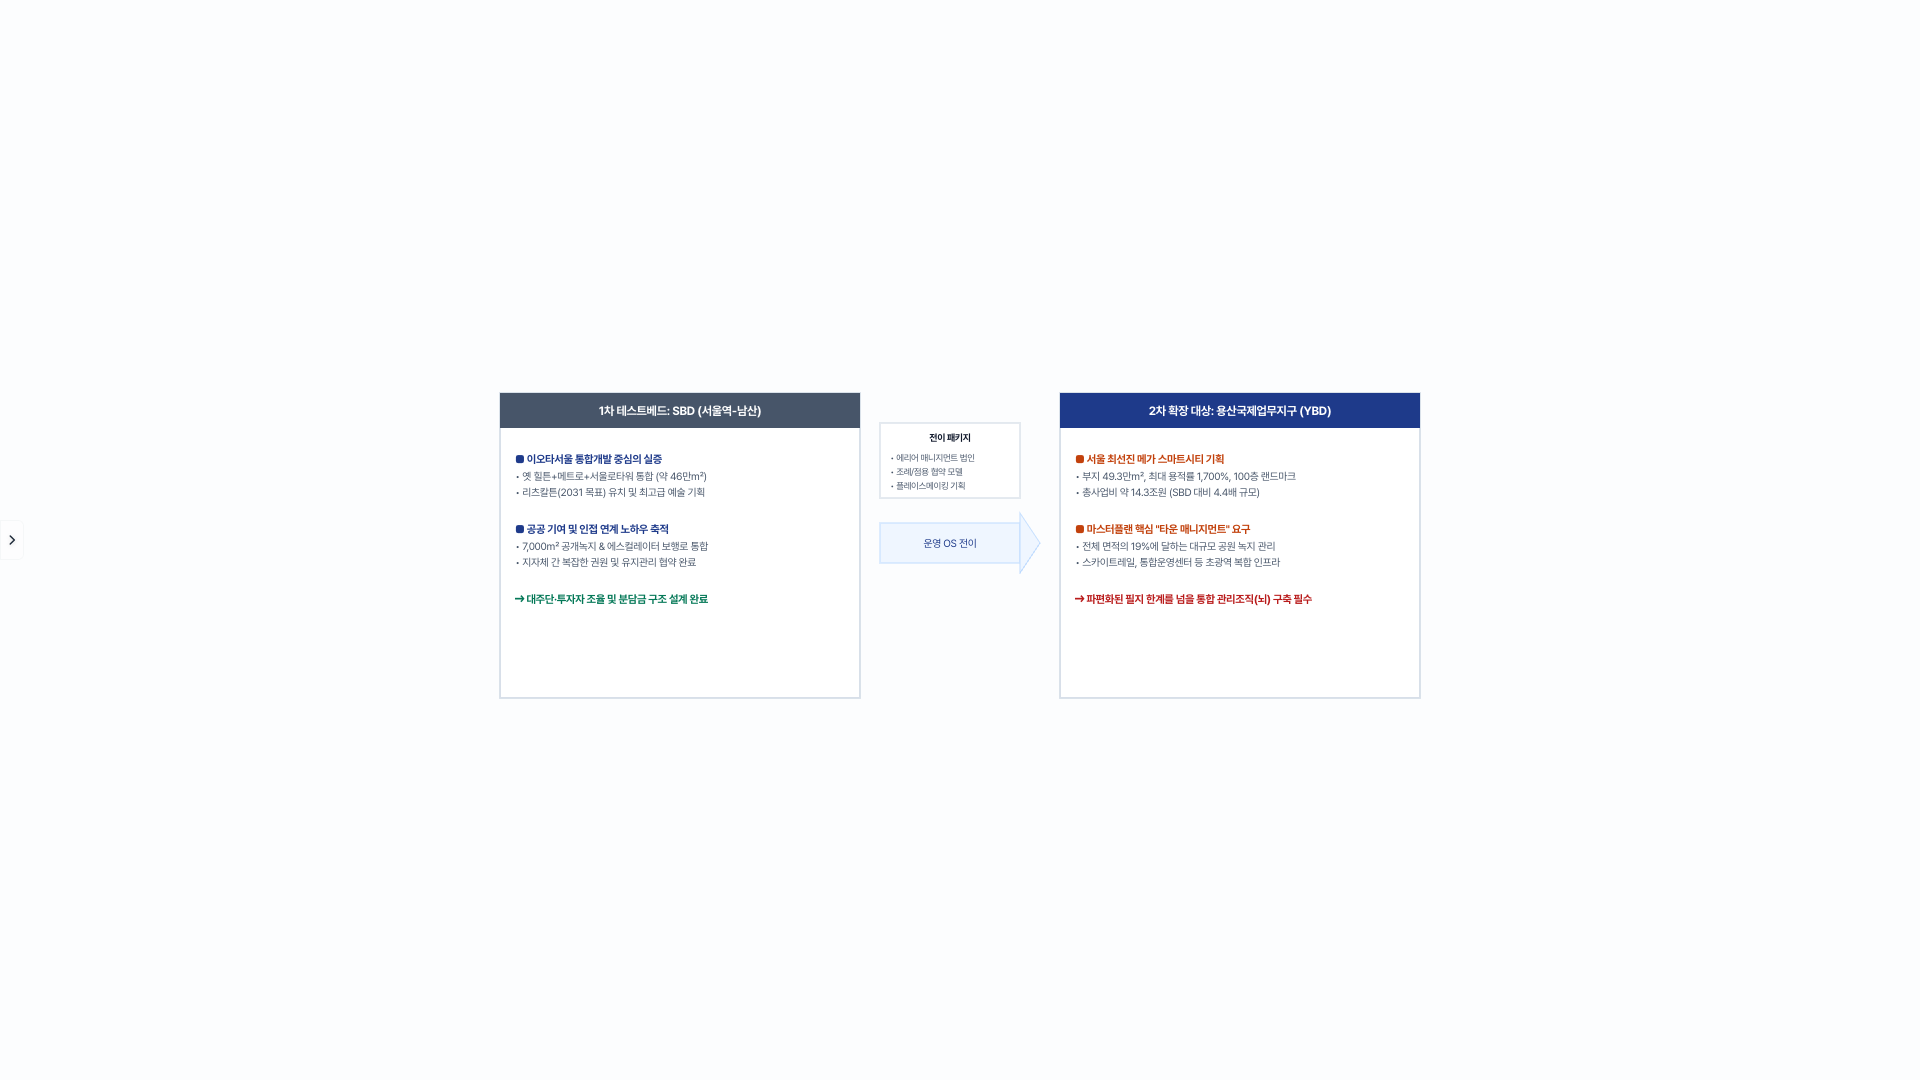 1차 테스트베드: SBD (서울역-남산)
■ 이오타서울 통합개발 중심의 실증
• 옛 힐튼+메트로+서울로타워 통합 (약 46만m²)
• 리츠칼튼(2031 목표) 유치 및 최고급 예술 기획
■ 공공 기여 및 인접 연계 노하우 축적
• 7,000m² 공개녹지 & 에스컬레이터 보행로 통합
• 지자체 간 복잡한 권원 및 유지관리 협약 완료
→ 대주단·투자자 조율 및 분담금 구조 설계 완료
전이 패키지
• 에리어 매니지먼트 법인
• 조례/점용 협약 모델
• 플레이스메이킹 기획
운영 OS 전이
2차 확장 대상: 용산국제업무지구 (YBD)
■ 서울 최선진 메가 스마트시티 기획
• 부지 49.3만m², 최대 용적률 1,700%, 100층 랜드마크
• 총사업비 약 14.3조원 (SBD 대비 4.4배 규모)
■ 마스터플랜 핵심 "타운 매니지먼트" 요구
• 전체 면적의 19%에 달하는 대규모 공원 녹지 관리
• 스카이트레일, 통합운영센터 등 초광역 복합 인프라
→ 파편화된 필지 한계를 넘을 통합 관리조직(뇌) 구축 필수